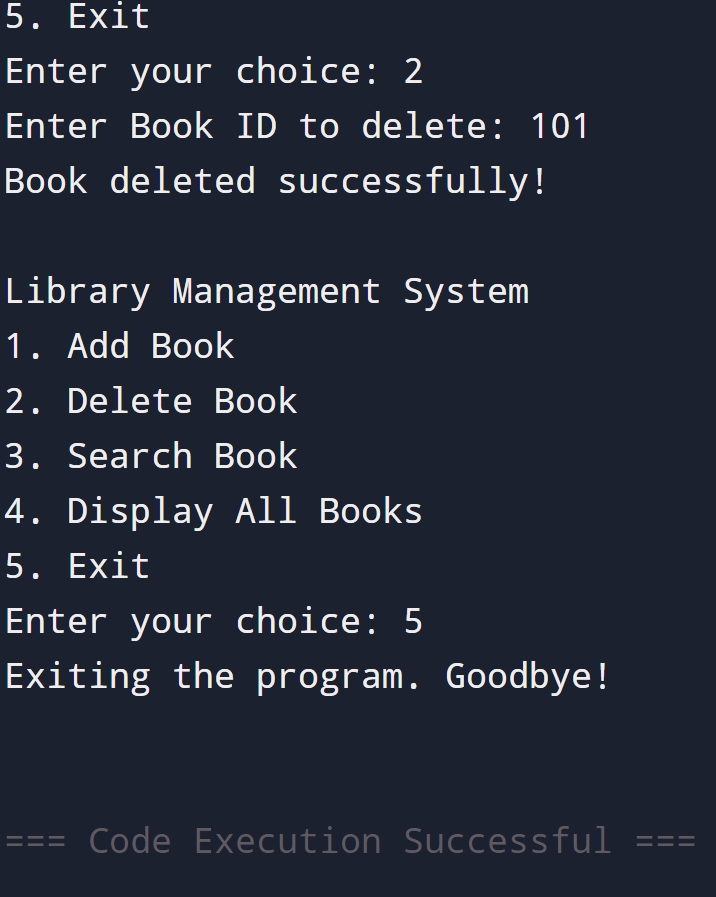 5. Exit
Enter your choice: 2
Enter Book ID to delete: 101
Book deleted successfully!
Library Management System
1. Add Book
2. Delete Book
3. Search Book
4. Display All Books
5. Exit
Enter your choice: 5
Exiting the program. Goodbye!
=== Code Execution Successful ===